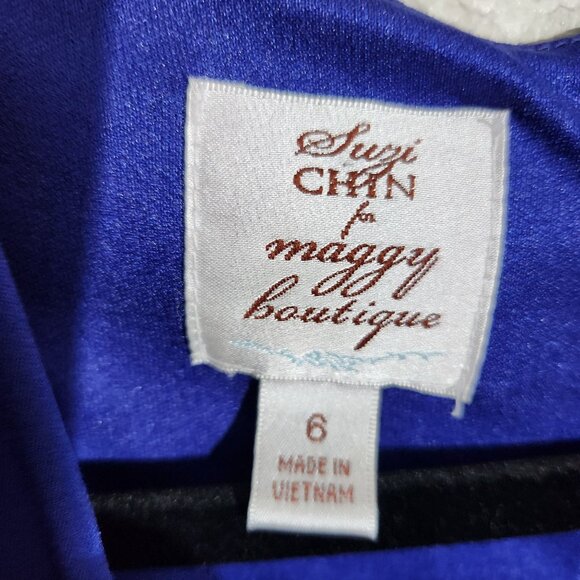 Suzi
CHIN
for
maggy
boutique
6
MADE IN
VIETNAM